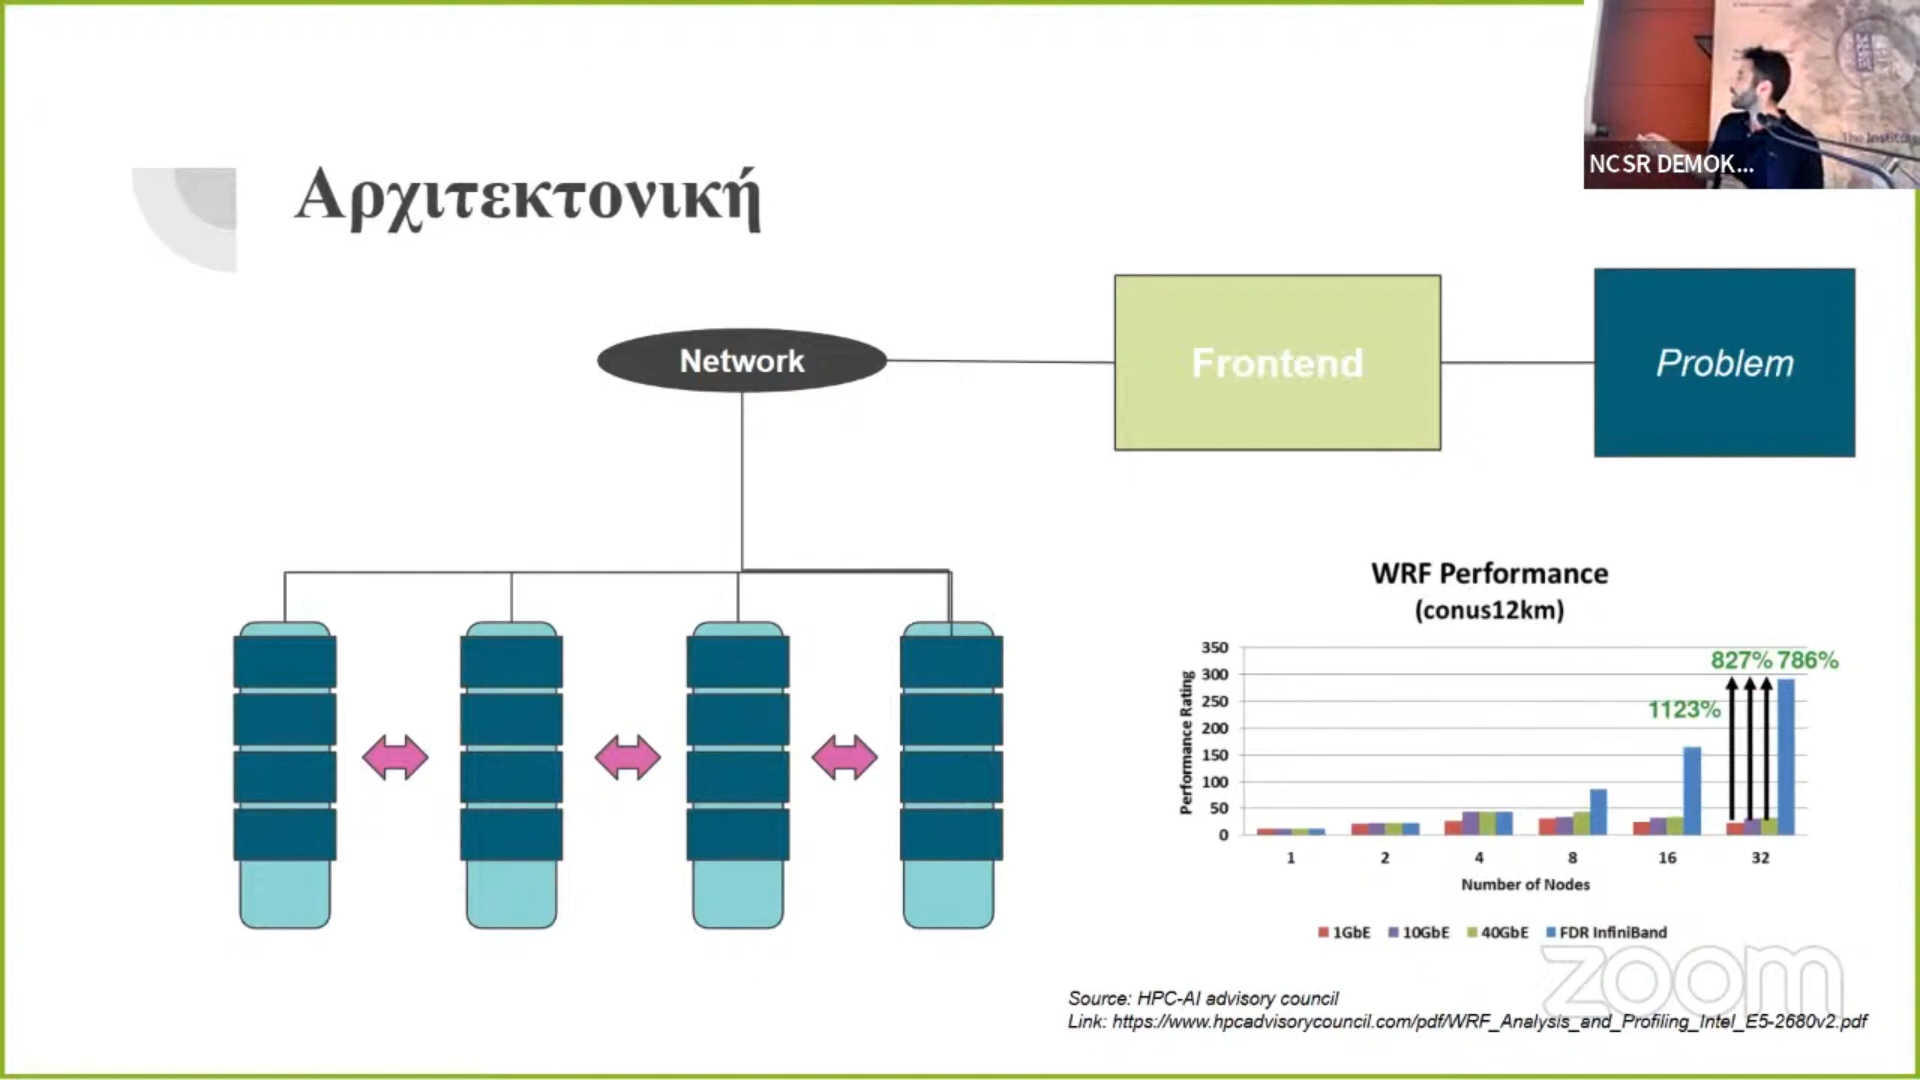 NCSR DEMOK...
Αρχιτεκτονική
Network
Frontend
Problem
WRF Performance
(conus12km)
Performance Rating
350
300
250
200
150
100
50
0
827% 786%
1123%
1 2 4 8 16 32
Number of Nodes
1GbE 10GbE 40GbE FDR InfiniBand
zoom
Source: HPC-AI advisory council
Link: https://www.hpcadvisorycouncil.com/pdf/WRF_Analysis_and_Profiling_Intel_E5-2680v2.pdf